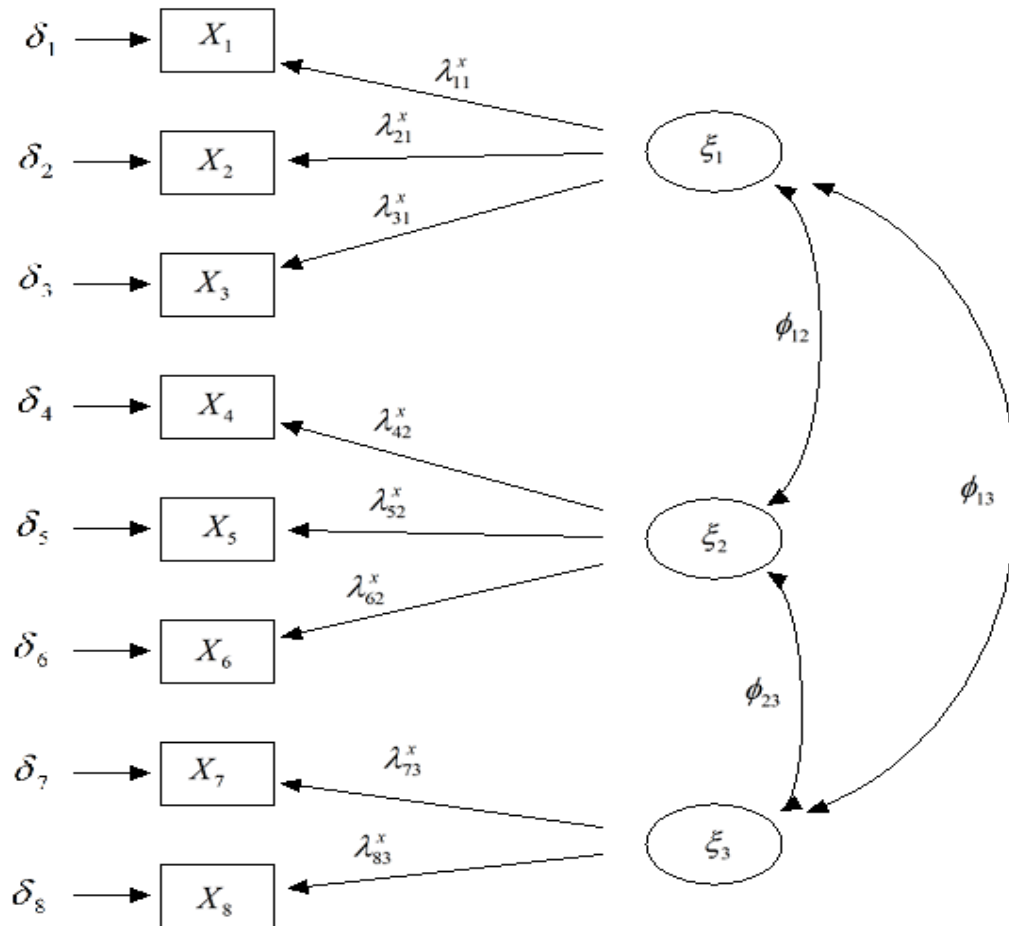 δ₁ X₁
λ₁₁ˣ
λ₂₁ˣ
δ₂ X₂ ξ₁
λ₃₁ˣ
δ₃ X₃
ϕ₁₂
δ₄ X₄
λ₄₂ˣ
ϕ₁₃
λ₅₂ˣ
δ₅ X₅ ξ₂
λ₆₂ˣ
δ₆ X₆
ϕ₂₃
λ₇₃ˣ
δ₇ X₇
λ₈₃ˣ
ξ₃
δ₈ X₈